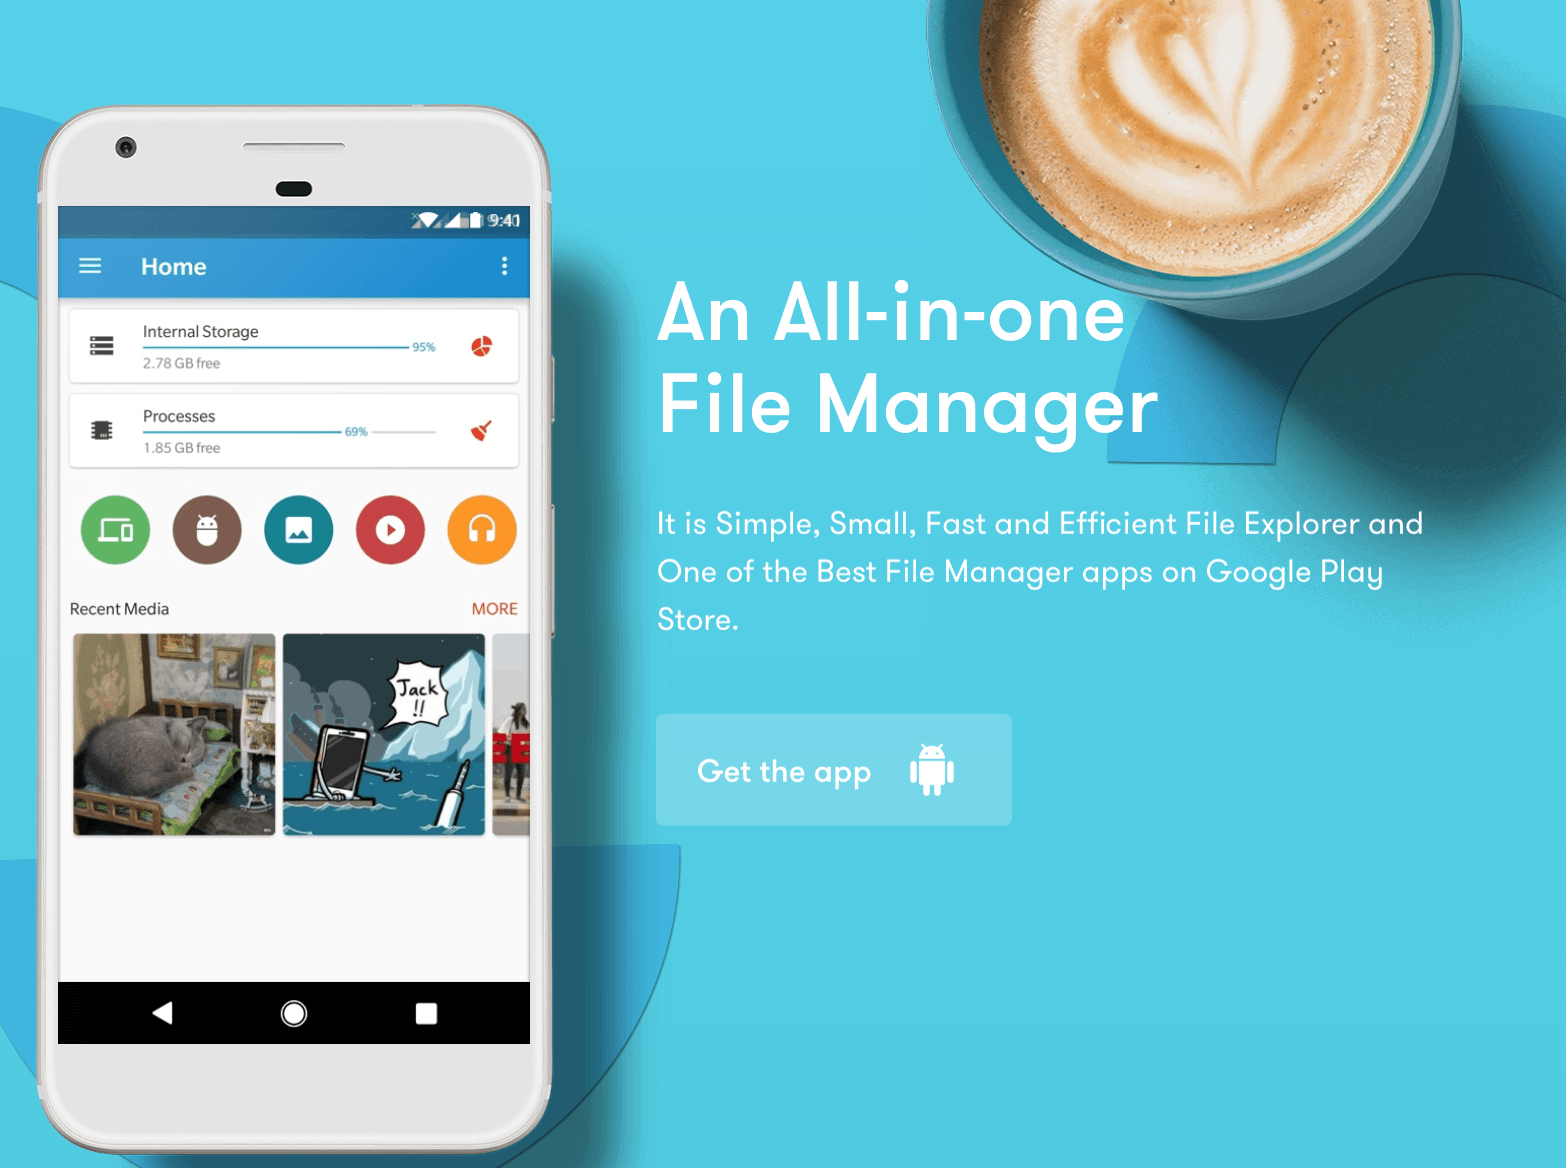 9:41
Home
Internal Storage
95%
2.78 GB free
Processes
69%
1.85 GB free
Recent Media
MORE
Jack
!!
An All-in-one
File Manager
It is Simple, Small, Fast and Efficient File Explorer and
One of the Best File Manager apps on Google Play
Store.
Get the app